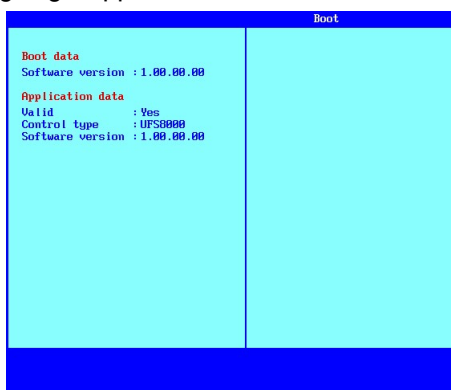 Boot
Boot data
Software version : 1.00.00.00
Application data
Valid : Yes
Control type : UFS8000
Software version : 1.00.00.00